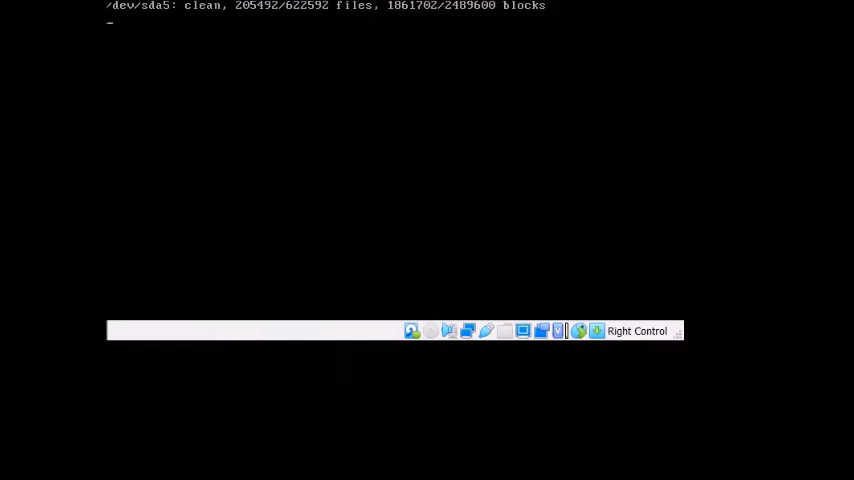 /dev/sda5: clean, 205492/622592 files, 1861702/2489600 blocks
Right Control